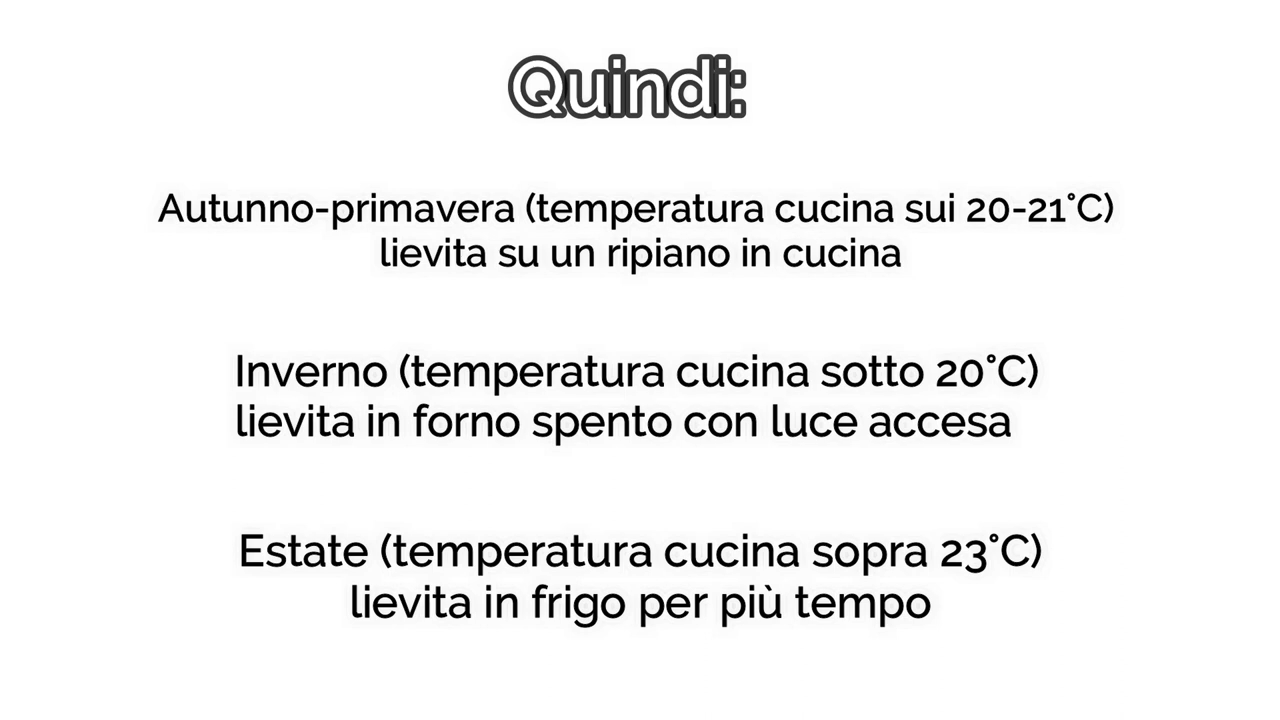 Quindi:
Autunno-primavera (temperatura cucina sui 20-21°C)
lievita su un ripiano in cucina
Inverno (temperatura cucina sotto 20°C)
lievita in forno spento con luce accesa
Estate (temperatura cucina sopra 23°C)
lievita in frigo per più tempo